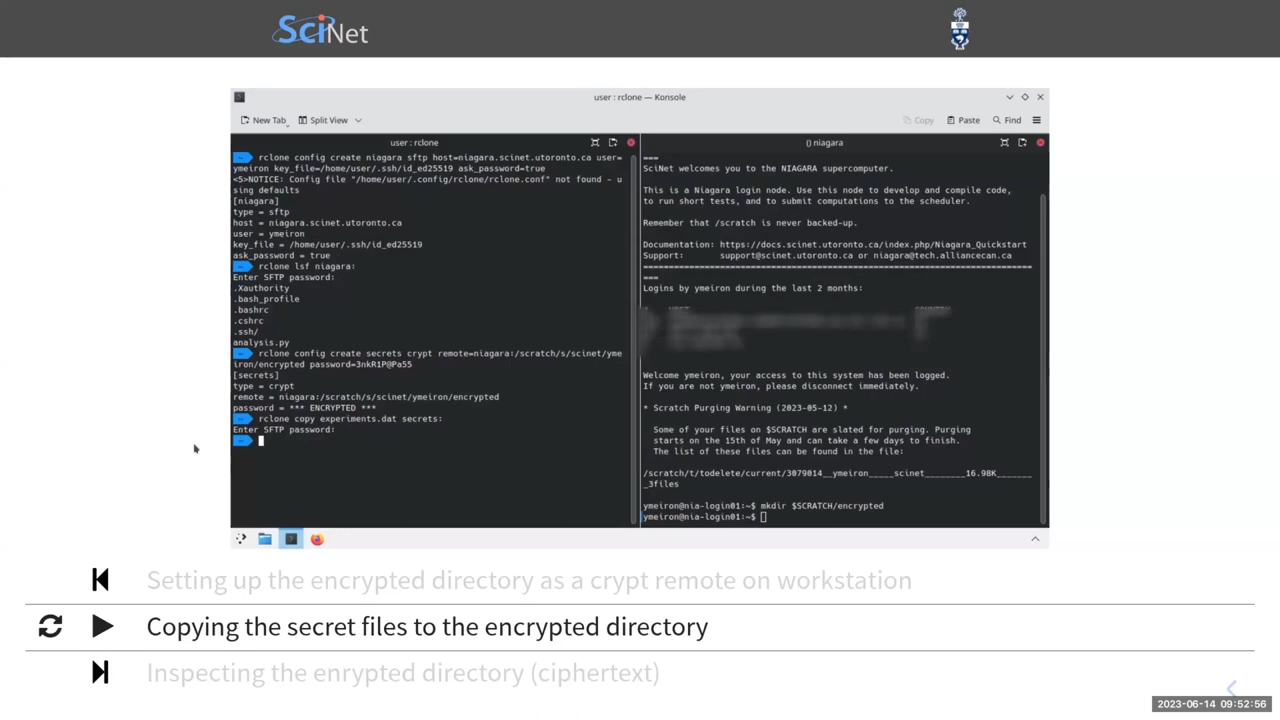 SciNet
user : rclone — Konsole
New Tab
Split View
Copy
Paste
Find
user : rclone
() niagara
~ rclone config create niagara sftp host=niagara.scinet.utoronto.ca user=
ymeiron key_file=/home/user/.ssh/id_ed25519 ask_password=true
<5>NOTICE: Config file "/home/user/.config/rclone/rclone.conf" not found - u
sing defaults
[niagara]
type = sftp
host = niagara.scinet.utoronto.ca
user = ymeiron
key_file = /home/user/.ssh/id_ed25519
ask_password = true
~ rclone lsf niagara:
Enter SFTP password:
.Xauthority
.bash_profile
.bashrc
.cshrc
.ssh/
analysis.py
~ rclone config create secrets crypt remote=niagara:/scratch/s/scinet/yme
iron/encrypted password=3nkR1P@Pa55
[secrets]
type = crypt
remote = niagara:/scratch/s/scinet/ymeiron/encrypted
password = *** ENCRYPTED ***
~ rclone copy experiments.dat secrets:
Enter SFTP password:
~
===
SciNet welcomes you to the NIAGARA supercomputer.
This is a Niagara login node. Use this node to develop and compile code,
to run short tests, and to submit computations to the scheduler.
Remember that /scratch is never backed-up.
Documentation: https://docs.scinet.utoronto.ca/index.php/Niagara_Quickstart
Support: support@scinet.utoronto.ca or niagara@tech.alliancecan.ca
==========================================================================
===
Logins by ymeiron during the last 2 months:
Welcome ymeiron, your access to this system has been logged.
If you are not ymeiron, please disconnect immediately.
* Scratch Purging Warning (2023-05-12) *
Some of your files on $SCRATCH are slated for purging. Purging
starts on the 15th of May and can take a few days to finish.
The list of these files can be found in the file:
/scratch/t/todelete/current/3079014__ymeiron_____scinet________16.98K_______
_3files
ymeiron@nia-login01:~$ mkdir $SCRATCH/encrypted
ymeiron@nia-login01:~$
Setting up the encrypted directory as a crypt remote on workstation
Copying the secret files to the encrypted directory
Inspecting the enrypted directory (ciphertext)
2023-06-14 09:52:56